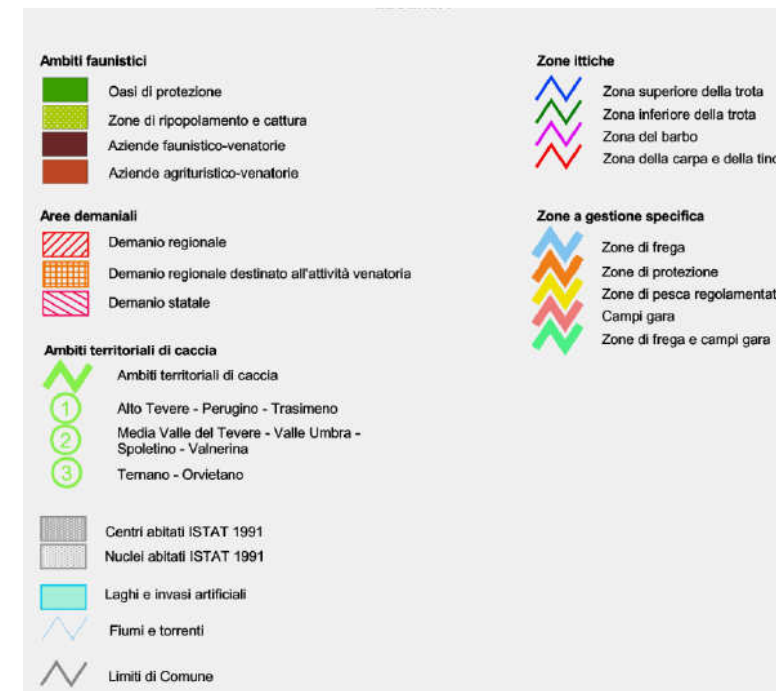 Ambiti faunistici
Oasi di protezione
Zone di ripopolamento e cattura
Aziende faunistico-venatorie
Aziende agrituristico-venatorie
Aree demaniali
Demanio regionale
Demanio regionale destinato all'attività venatoria
Demanio statale
Ambiti territoriali di caccia
Ambiti territoriali di caccia
1 Alto Tevere - Perugino - Trasimeno
2 Media Valle del Tevere - Valle Umbra -
Spoletino - Valnerina
3 Ternano - Orvietano
Centri abitati ISTAT 1991
Nuclei abitati ISTAT 1991
Laghi e invasi artificiali
Fiumi e torrenti
Limiti di Comune
Zone ittiche
Zona superiore della trota
Zona inferiore della trota
Zona del barbo
Zona della carpa e della
Zone a gestione specifica
Zone di frega
Zone di protezione
Zone di pesca regolamentat
Campi gara
Zone di frega e campi gara